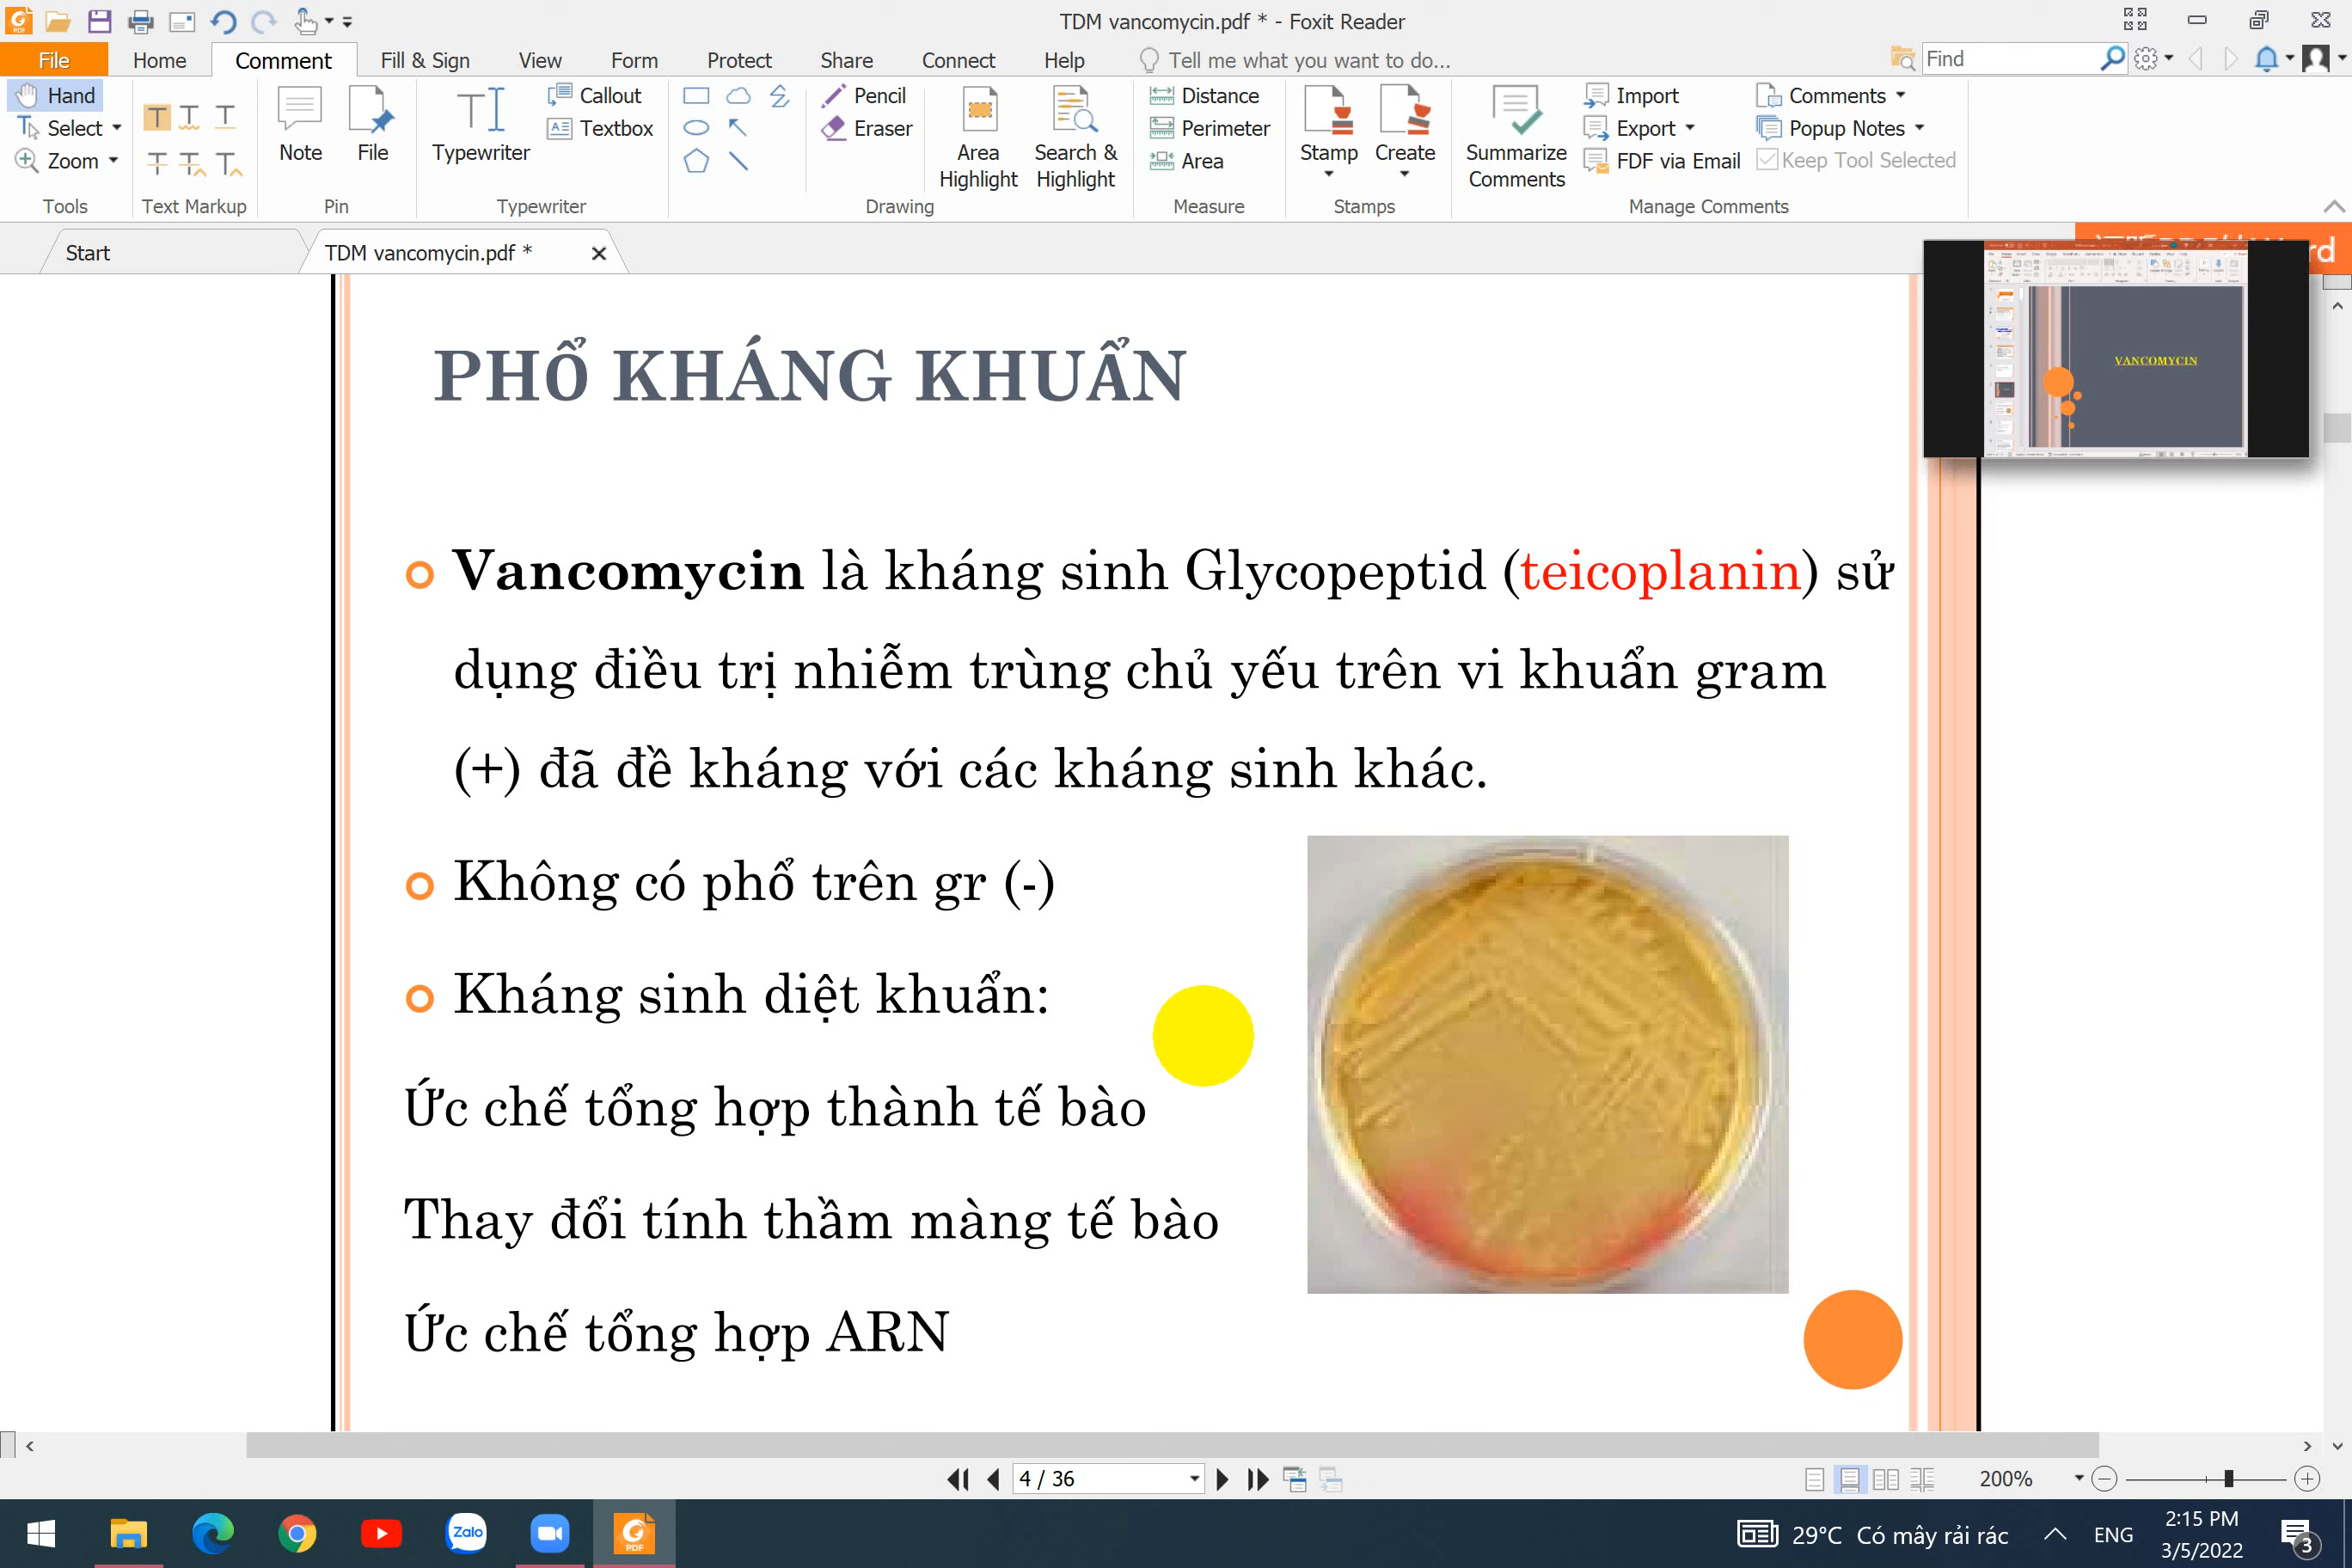 TDM vancomycin.pdf * - Foxit Reader
File Home Comment Fill & Sign View Form Protect Share Connect Help Tell me what you want to do... Find
Hand
Select
Zoom
Tools
Text Markup
Note File
Pin
Typewriter
Callout
Textbox
Typewriter
Pencil
Eraser
Area Highlight
Search & Highlight
Drawing
Distance
Perimeter
Area
Measure
Stamp Create
Stamps
Summarize Comments
Import
Export
FDF via Email
Comments
Popup Notes
Keep Tool Selected
Manage Comments
Start TDM vancomycin.pdf *
VANCOMYCIN
PHỔ KHÁNG KHUẨN
Vancomycin là kháng sinh Glycopeptid (teicoplanin) sử
dụng điều trị nhiễm trùng chủ yếu trên vi khuẩn gram
(+) đã đề kháng với các kháng sinh khác.
Không có phổ trên gr (-)
Kháng sinh diệt khuẩn:
Ức chế tổng hợp thành tế bào
Thay đổi tính thầm màng tế bào
Ức chế tổng hợp ARN
4 / 36
200%
Zalo
PDF
29°C Có mây rải rác
ENG
2:15 PM
3/5/2022
3